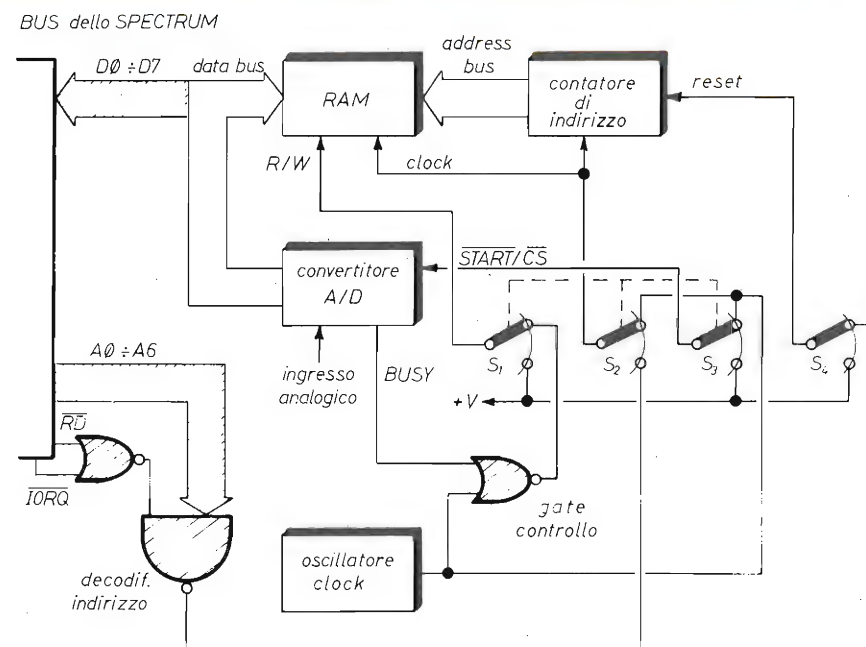 BUS dello SPECTRUM
DØ÷D7
data bus
RAM
address
bus
contatore
di
indirizzo
reset
R/W
clock
convertitore
A/D
START/CS
ingresso
analogico
BUSY
S1
S2
S3
S4
+V
AØ÷A6
RD
IORQ
gate
controllo
decodif.
indirizzo
oscillatore
clock